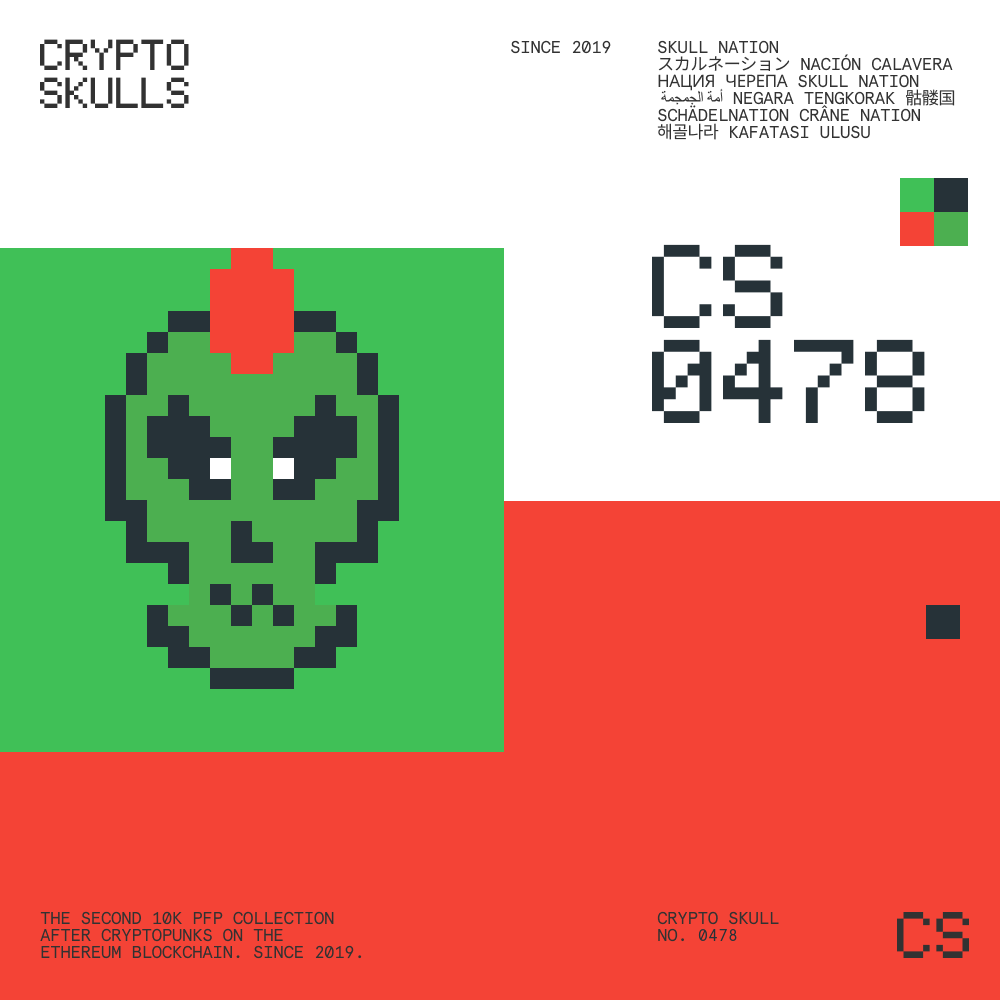 CRYPTO
SKULLS
SINCE 2019
SKULL NATION
スカルネーション NACIÓN CALAVERA
НАЦИЯ ЧЕРЕПА SKULL NATION
أمة الجمجمة NEGARA TENGKORAK 骷髅国
SCHÄDELNATION CRÂNE NATION
해골나라 KAFATASI ULUSU
CS
0478
THE SECOND 10K PFP COLLECTION
AFTER CRYPTOPUNKS ON THE
ETHEREUM BLOCKCHAIN. SINCE 2019.
CRYPTO SKULL
NO. 0478
CS